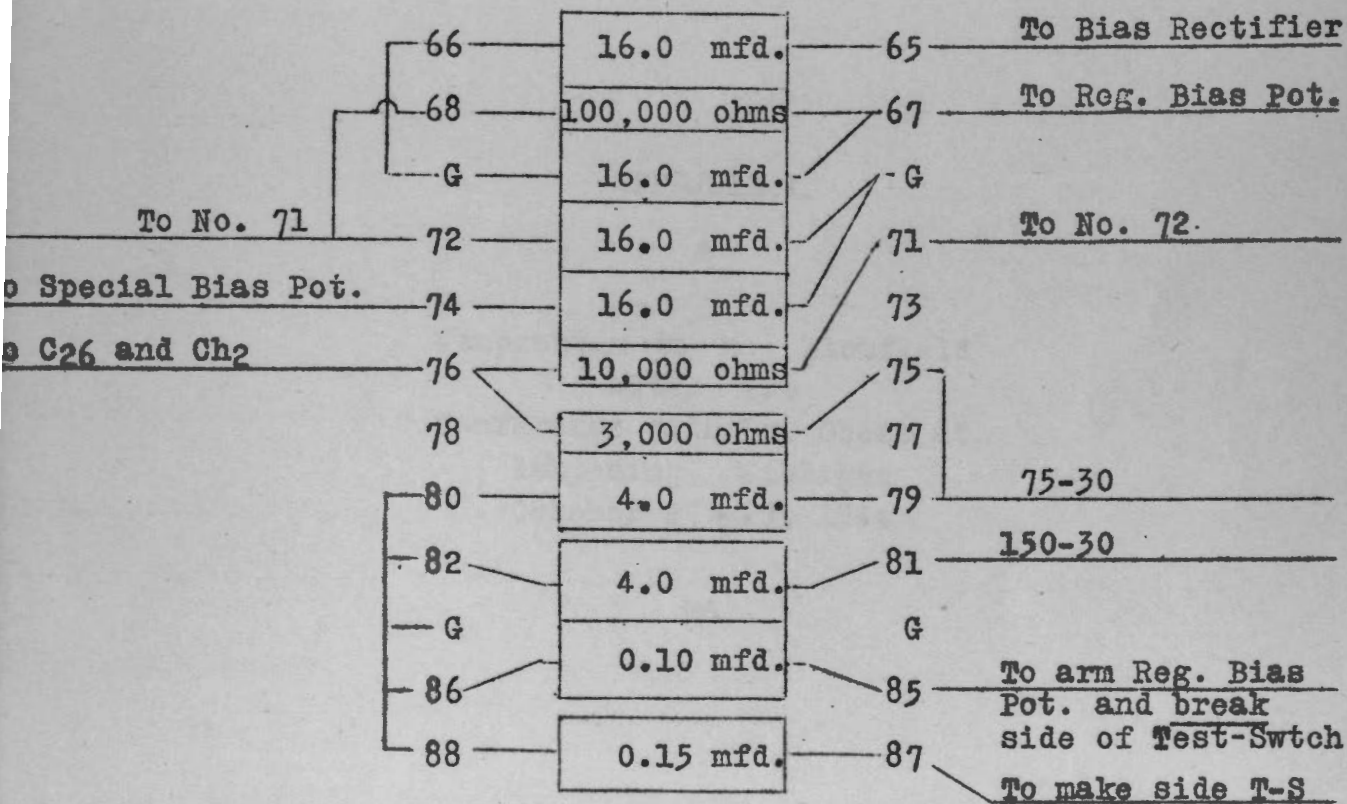 66 16.0 mfd. 65 To Bias Rectifier
68 100,000 ohms 67 To Reg. Bias Pot.
G 16.0 mfd. G
To No. 71 72 16.0 mfd. 71 To No. 72.
o Special Bias Pot. 74 16.0 mfd. 73
o C26 and Ch2 76 10,000 ohms 75
78 3,000 ohms 77
80 4.0 mfd. 79 75-30
82 4.0 mfd. 81 150-30
G G
86 0.10 mfd. 85 To arm Reg. Bias
Pot. and break
side of Test-Swtch
88 0.15 mfd. 87
To make side T-S